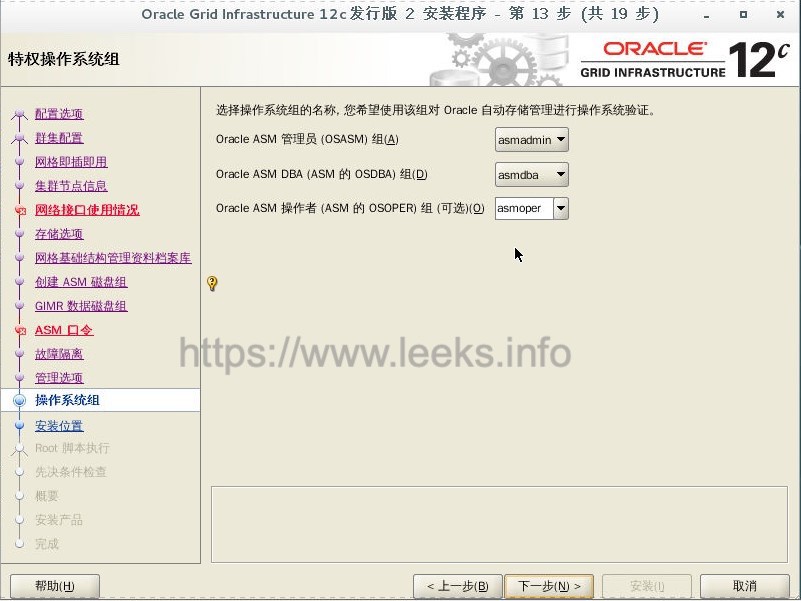 Oracle Grid Infrastructure 12c 发行版 2 安装程序 - 第 13 步 (共 19 步)
特权操作系统组
ORACLE
GRID INFRASTRUCTURE 12c
配置选项
群集配置
网格即插即用
集群节点信息
网络接口使用情况
存储选项
网格基础结构管理资料档案库
创建 ASM 磁盘组
GIMR 数据磁盘组
ASM 口令
故障隔离
管理选项
操作系统组
安装位置
Root 脚本执行
先决条件检查
概要
安装产品
完成
选择操作系统组的名称, 您希望使用该组对 Oracle 自动存储管理进行操作系统验证。
Oracle ASM 管理员 (OSASM) 组(A) asmadmin
Oracle ASM DBA (ASM 的 OSDBA) 组(D) asmdba
Oracle ASM 操作者 (ASM 的 OSOPER) 组 (可选)(O) asmoper
https://www.leeks.info
帮助(H) < 上一步(B) 下一步(N) > 安装(I) 取消